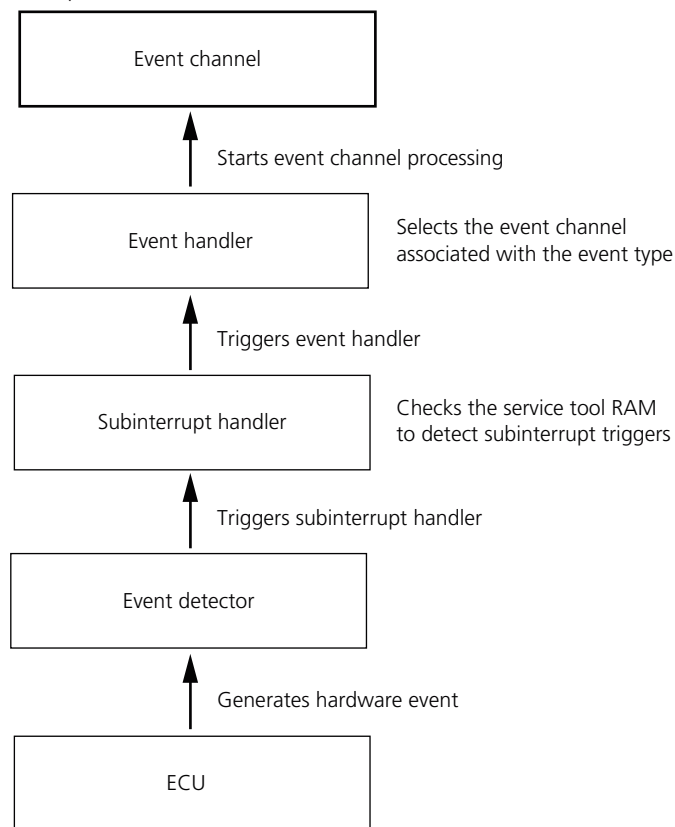 Event channel
Starts event channel processing
Event handler
Selects the event channel
associated with the event type
Triggers event handler
Subinterrupt handler
Checks the service tool RAM
to detect subinterrupt triggers
Triggers subinterrupt handler
Event detector
Generates hardware event
ECU